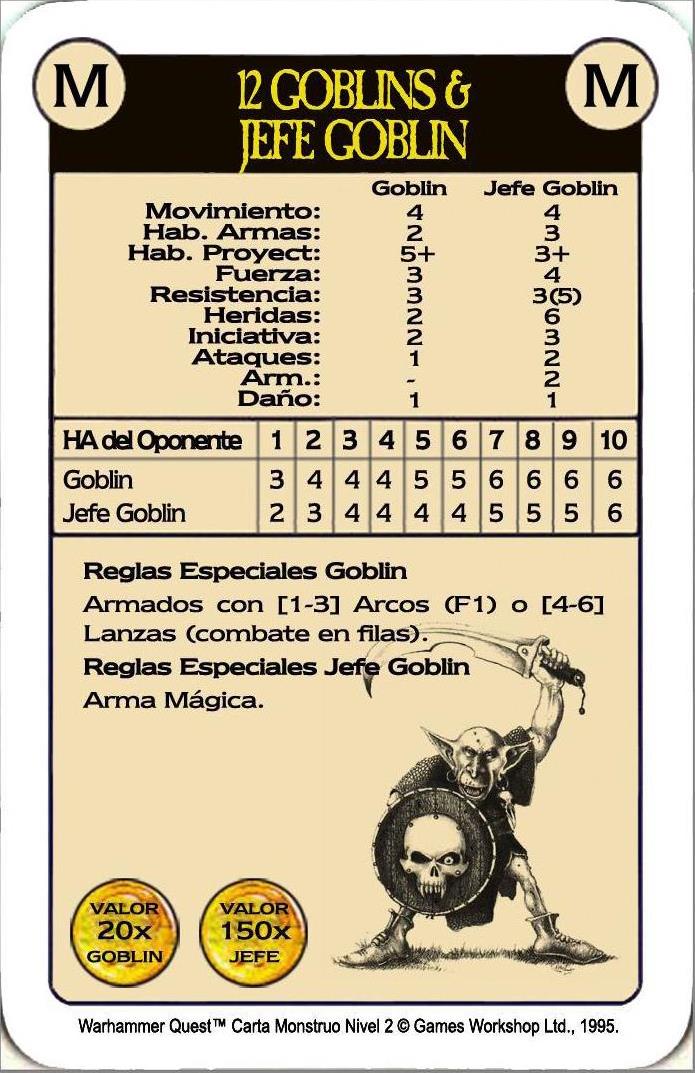 M
M
12 GOBLINS &
JEFE GOBLIN
Goblin Jefe Goblin
Movimiento: 4 4
Hab. Armas: 2 3
Hab. Proyect: 5+ 3+
Fuerza: 3 4
Resistencia: 3 3(5)
Heridas: 2 6
Iniciativa: 2 3
Ataques: 1 2
Arm.: - 2
Daño: 1 1
HA del Oponente 1 2 3 4 5 6 7 8 9 10
Goblin 3 4 4 4 5 5 6 6 6 6
Jefe Goblin 2 3 4 4 4 4 5 5 5 6
Reglas Especiales Goblin
Armados con [1-3] Arcos (F1) o [4-6]
Lanzas (combate en filas).
Reglas Especiales Jefe Goblin
Arma Mágica.
VALOR
20x
GOBLIN
VALOR
150x
JEFE
Warhammer Quest™ Carta Monstruo Nivel 2 © Games Workshop Ltd., 1995.